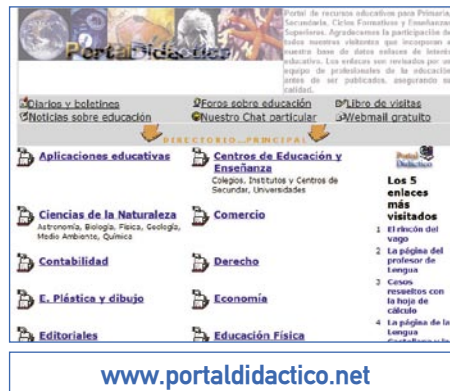 PortalDidáctico
Portal de recursos educativos para Primaria,
Secundaria, Ciclos Formativos y Enseñanzas
Superiores. Agradecemos la participación de
todos nuestros visitantes que incorporan a
nuestra base de datos enlaces de interés
educativo. Los enlaces son revisados por un
equipo de profesionales de la educación
antes de ser publicados, asegurando su
calidad.
Diarios y boletines
Foros sobre educación
Libro de visitas
Noticias sobre educación
Nuestro Chat particular
Webmail gratuito
DIRECTORIO...PRINCIPAL
Aplicaciones educativas
Centros de Educación y
Enseñanza
Colegios, Institutos y Centros de
Secundar, Universidades
Ciencias de la Naturaleza
Astronomía, Biología, Física, Geología,
Medio Ambiente, Química
Comercio
Contabilidad
Derecho
E. Plástica y dibujo
Economía
Editoriales
Educación Física
Portal
Didáctico
Los 5
enlaces
más
visitados
1 El rincón del
vago
2 La página del
profesor de
Lengua
3 Casos
resueltos con
la hoja de
cálculo
4 La página de la
Lengua
www.portaldidactico.net